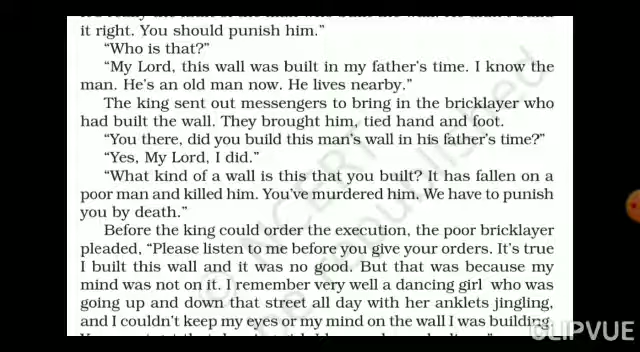 it right. You should punish him.”
“Who is that?”
“My Lord, this wall was built in my father’s time. I know the
man. He’s an old man now. He lives nearby.”
The king sent out messengers to bring in the bricklayer who
had built the wall. They brought him, tied hand and foot.
“You there, did you build this man’s wall in his father’s time?”
“Yes, My Lord, I did.”
“What kind of a wall is this that you built? It has fallen on a
poor man and killed him. You’ve murdered him. We have to punish
you by death.”
Before the king could order the execution, the poor bricklayer
pleaded, “Please listen to me before you give your orders. It’s true
I built this wall and it was no good. But that was because my
mind was not on it. I remember very well a dancing girl who was
going up and down that street all day with her anklets jingling,
and I couldn’t keep my eyes or my mind on the wall I was building.
© NCERT
be republished
CLIPVUE